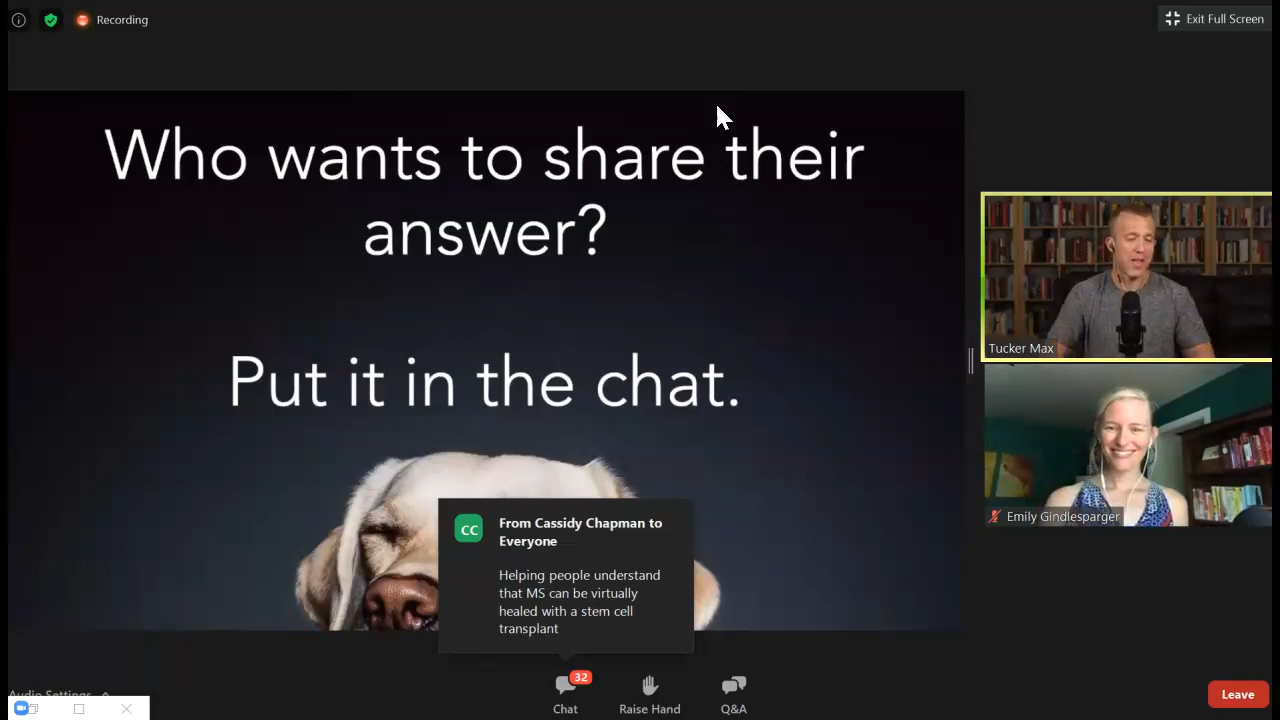 Recording
Exit Full Screen
Who wants to share their
answer?
Put it in the chat.
Tucker Max
Emily Gindlesparger
CC
From Cassidy Chapman to
Everyone
Helping people understand
that MS can be virtually
healed with a stem cell
transplant
Audio Settings
32
Chat
Raise Hand
Q&A
Leave